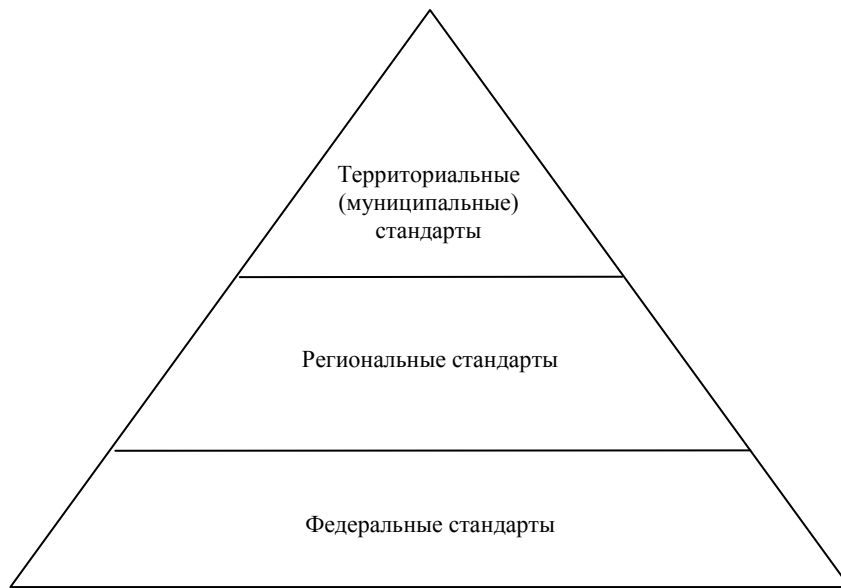 Территориальные
(муниципальные)
стандарты
Региональные стандарты
Федеральные стандарты